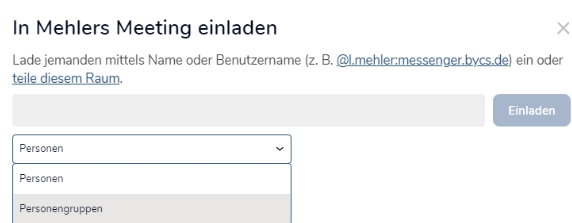 In Mehlers Meeting einladen
Lade jemanden mittels Name oder Benutzername (z. B. @l.mehler:messenger.bycs.de) ein oder
teile diesem Raum.
Einladen
Personen
Personen
Personengruppen